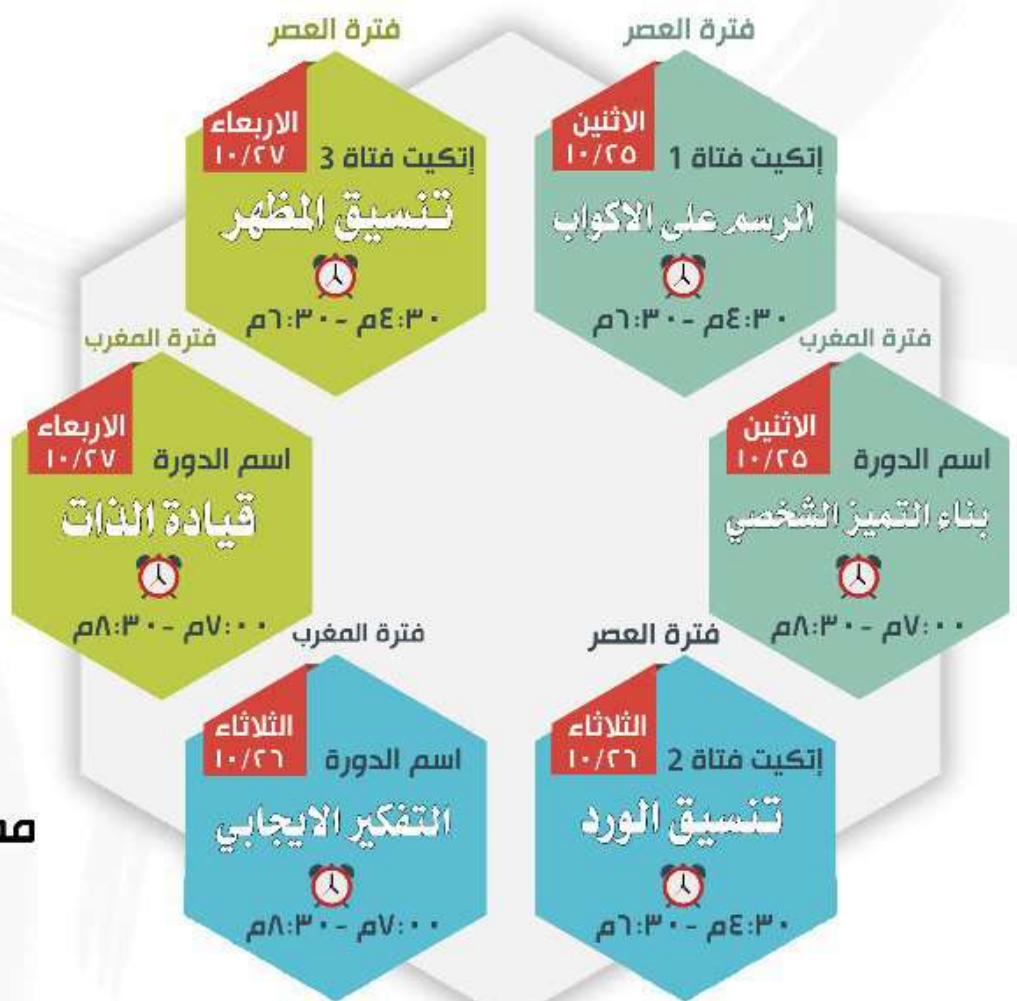 فترة العصر
الاثنين
١٠/٢٥
إتكيت فتاة 1
الرسم على الاكواب
٤:٣٠م - ٦:٣٠م
فترة المغرب
الاثنين
١٠/٢٥
اسم الدورة
بناء التميز الشخصي
٧:٠٠م - ٨:٣٠م
فترة العصر
الثلاثاء
١٠/٢٦
إتكيت فتاة 2
تنسيق الورد
٤:٣٠م - ٦:٣٠م
فترة المغرب
الثلاثاء
١٠/٢٦
اسم الدورة
التفكير الايجابي
٧:٠٠م - ٨:٣٠م
فترة العصر
الاربعاء
١٠/٢٧
إتكيت فتاة 3
تنسيق المظهر
٤:٣٠م - ٦:٣٠م
فترة المغرب
الاربعاء
١٠/٢٧
اسم الدورة
قيادة الذات
٧:٠٠م - ٨:٣٠م